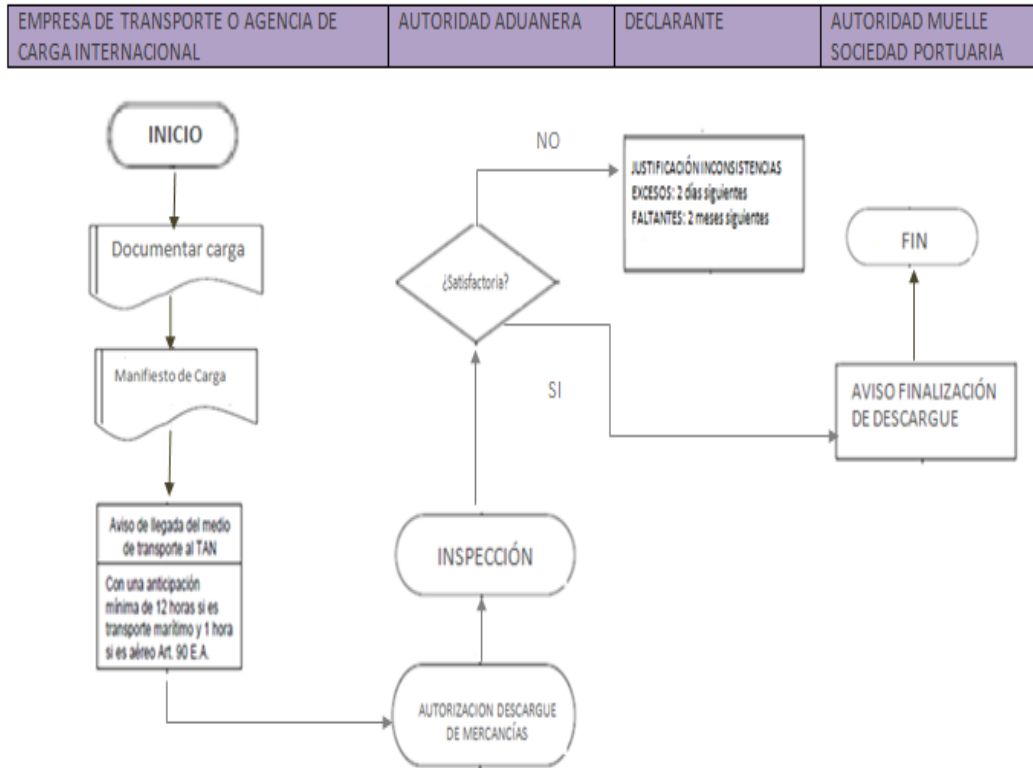 EMPRESA DE TRANSPORTE O AGENCIA DE
CARGA INTERNACIONAL
AUTORIDAD ADUANERA
DECLARANTE
AUTORIDAD MUELLE
SOCIEDAD PORTUARIA
INICIO
Documentar carga
Manifiesto de Carga
Aviso de llegada del medio
de transporte al TAN
Con una anticipación
mínima de 12 horas si es
transporte marítimo y 1 hora
si es aéreo Art. 90 E.A.
AUTORIZACION DESCARGUE
DE MERCANCÍAS
INSPECCIÓN
¿Satisfactoria?
NO
SI
JUSTIFICACIÓN INCONSISTENCIAS
EXCESOS: 2 días siguientes
FALTANTES: 2 meses siguientes
AVISO FINALIZACIÓN
DE DESCARGUE
FIN